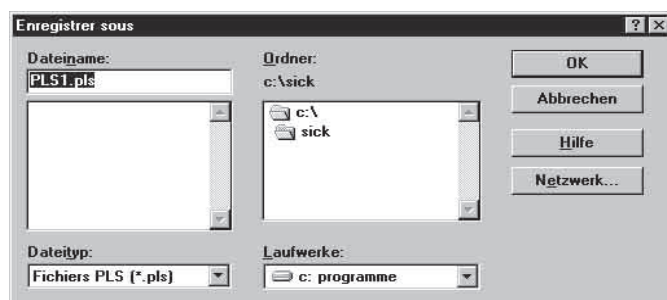 Enregistrer sous
Dateiname:
PLS1.pls
Ordner:
c:\sick
c:\
sick
OK
Abbrechen
Hilfe
Netzwerk...
Dateityp:
Fichiers PLS (*.pls)
Laufwerke:
c: programme